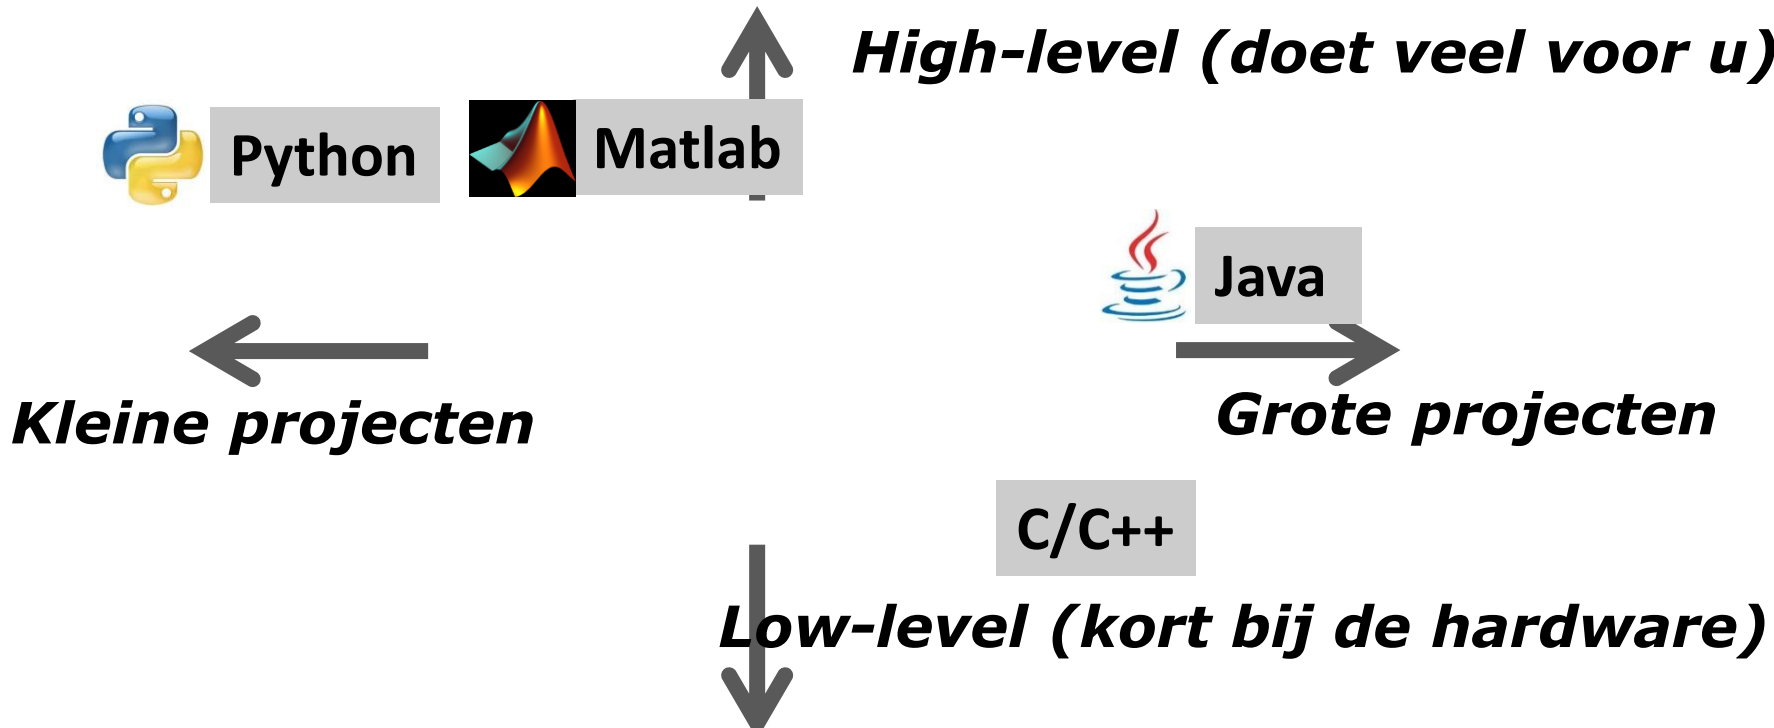 High-level (doet veel voor u)
Python
Matlab
Java
Kleine projecten
Grote projecten
C/C++
Low-level (kort bij de hardware)